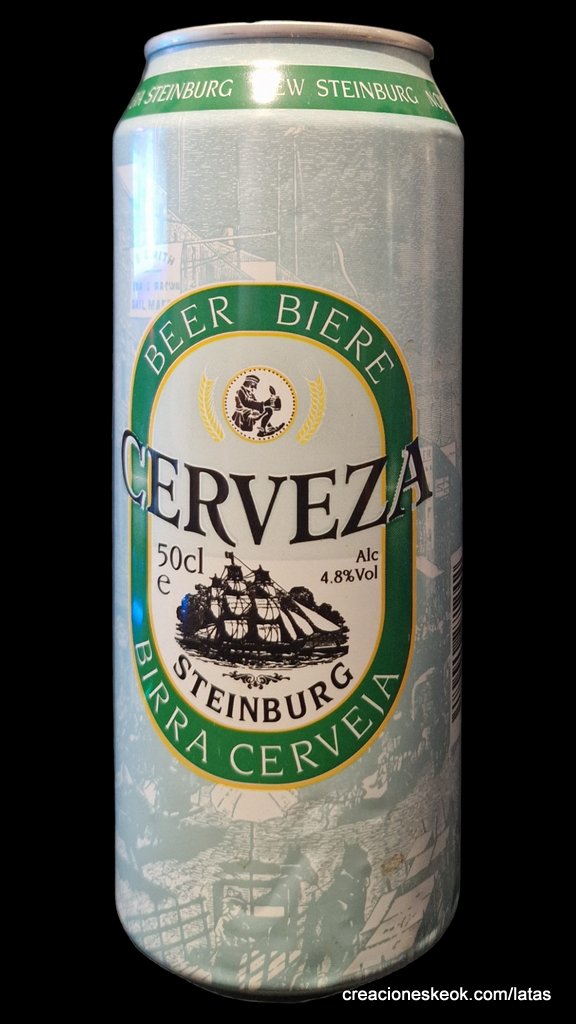 STEINBURG NEW STEINBURG
BEER BIERE
CERVEZA
50cl
e
Alc
4.8%Vol
STEINBURG
BIRRA CERVEJA
creacioneskeok.com/latas